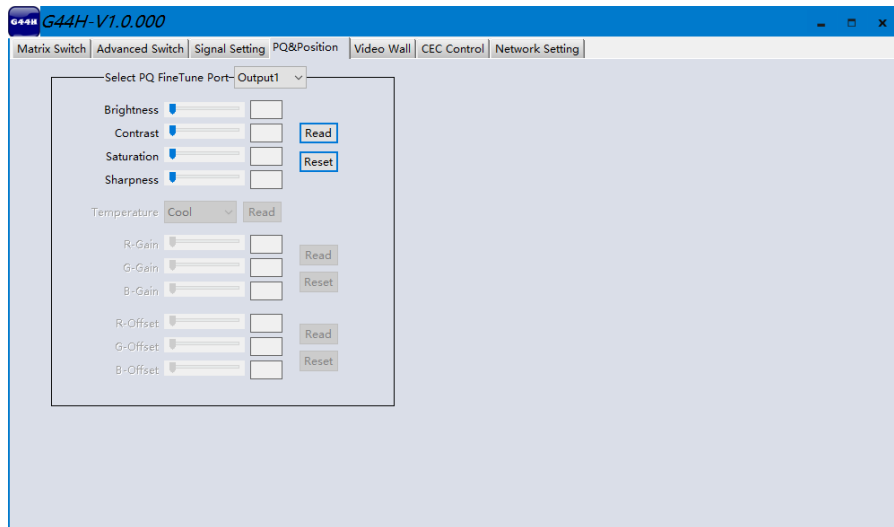 G44H G44H-V1.0.000
Matrix Switch Advanced Switch Signal Setting PQ&Position Video Wall CEC Control Network Setting
Select PQ FineTune Port Output1
Brightness
Contrast Read
Saturation Reset
Sharpness
Temperature Cool Read
R-Gain
Read
G-Gain
B-Gain Reset
R-Offset
Read
G-Offset
B-Offset Reset